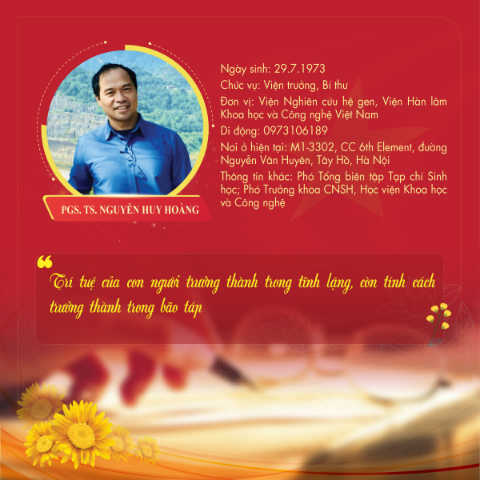 Ngày sinh: 29.7.1973
Chức vụ: Viện trưởng, Bí thư
Đơn vị: Viện Nghiên cứu hệ gen, Viện Hàn lâm
Khoa học và Công nghệ Việt Nam
Di động: 0973106189
Nơi ở hiện tại: M1-3302, CC 6th Element, đường
Nguyễn Văn Huyên, Tây Hồ, Hà Nội
Thông tin khác: Phó Tổng biên tập Tạp chí Sinh
học; Phó Trưởng khoa CNSH, Học viện Khoa học
và Công nghệ
PGS. TS. NGUYỄN HUY HOÀNG
“
Trí tuệ của con người trưởng thành trong tĩnh lặng, còn tính cách
trưởng thành trong bão táp